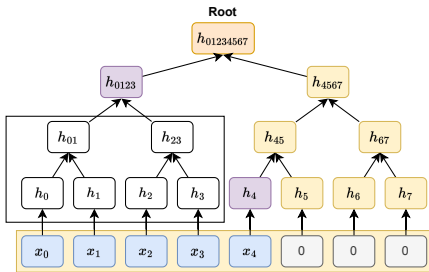 Root
h01234567
h0123 h4567
h01 h23 h45 h67
h0 h1 h2 h3 h4 h5 h6 h7
x0 x1 x2 x3 x4 0 0 0